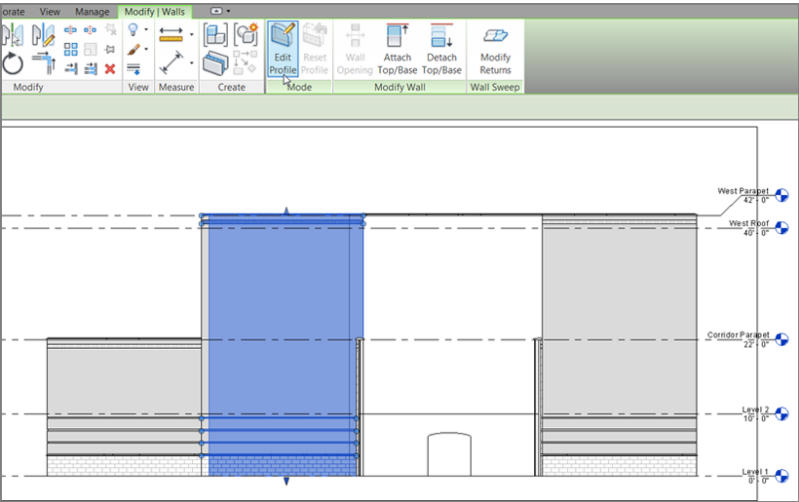 orate View Manage Modify | Walls
Edit Profile
Reset Profile
Wall Opening
Attach Top/Base
Detach Top/Base
Modify Returns
Modify View Measure Create Mode Modify Wall Wall Sweep
West Parapet
42' - 0"
West Roof
40' - 0"
Corridor Parapet
22' - 0"
Level 2
10' - 0"
Level 1
0' - 0"